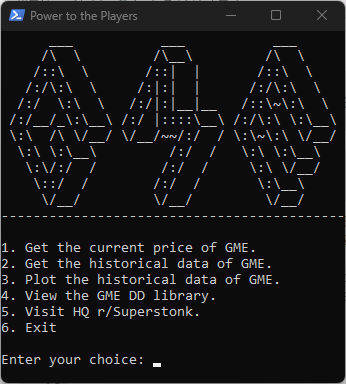 Power to the Players
GME
1. Get the current price of GME.
2. Get the historical data of GME.
3. Plot the historical data of GME.
4. View the GME DD library.
5. Visit HQ r/Superstonk.
6. Exit
Enter your choice: